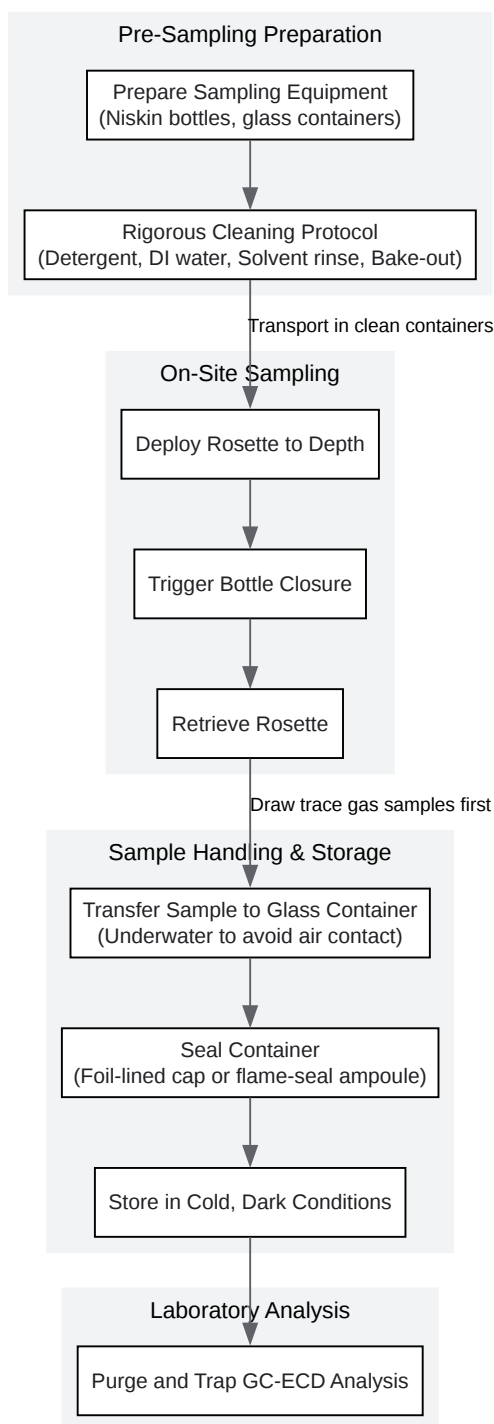 Pre-Sampling Preparation
Prepare Sampling Equipment
(Niskin bottles, glass containers)
Rigorous Cleaning Protocol
(Detergent, DI water, Solvent rinse, Bake-out)
Transport in clean containers
On-Site Sampling
Deploy Rosette to Depth
Trigger Bottle Closure
Retrieve Rosette
Draw trace gas samples first
Sample Handling & Storage
Transfer Sample to Glass Container
(Underwater to avoid air contact)
Seal Container
(Foil-lined cap or flame-seal ampoule)
Store in Cold, Dark Conditions
Laboratory Analysis
Purge and Trap GC-ECD Analysis